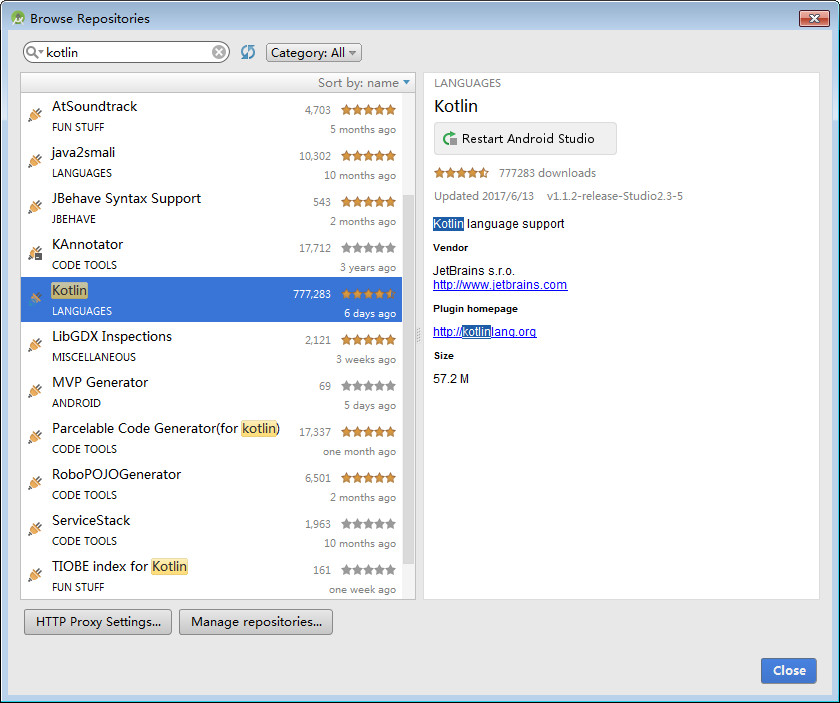 Browse Repositories
kotlin
Category: All
Sort by: name
AtSoundtrack 4,703
FUN STUFF 5 months ago
java2smali 10,302
LANGUAGES 10 months ago
JBehave Syntax Support 543
JBEHAVE 2 months ago
KAnnotator 17,712
CODE TOOLS 3 years ago
Kotlin 777,283
LANGUAGES 6 days ago
LibGDX Inspections 2,121
MISCELLANEOUS 3 weeks ago
MVP Generator 69
ANDROID 5 days ago
Parcelable Code Generator(for kotlin) 17,337
CODE TOOLS one month ago
RoboPOJOGenerator 6,501
CODE TOOLS 2 months ago
ServiceStack 1,963
CODE TOOLS 10 months ago
TIOBE index for Kotlin 161
FUN STUFF one week ago
LANGUAGES
Kotlin
Restart Android Studio
777283 downloads
Updated 2017/6/13 v1.1.2-release-Studio2.3-5
Kotlin language support
Vendor
JetBrains s.r.o.
http://www.jetbrains.com
Plugin homepage
http://kotlinlang.org
Size
57.2 M
HTTP Proxy Settings... Manage repositories...
Close